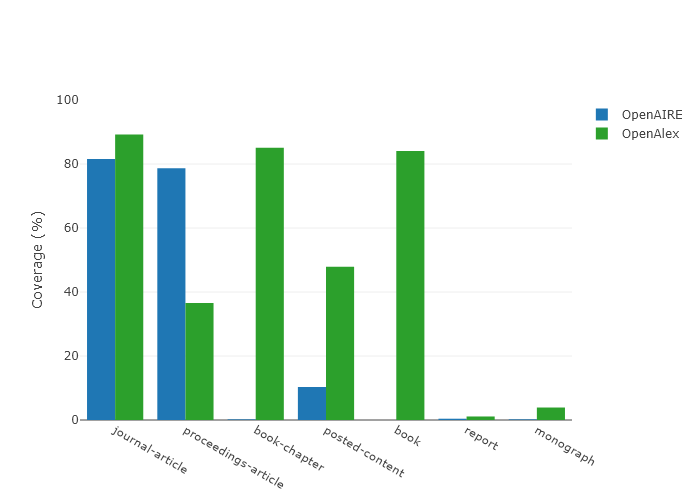 100
80
60
40
20
0
Coverage (%)
journal-article
proceedings-article
book-chapter
posted-content
book
report
monograph
OpenAIRE
OpenAlex